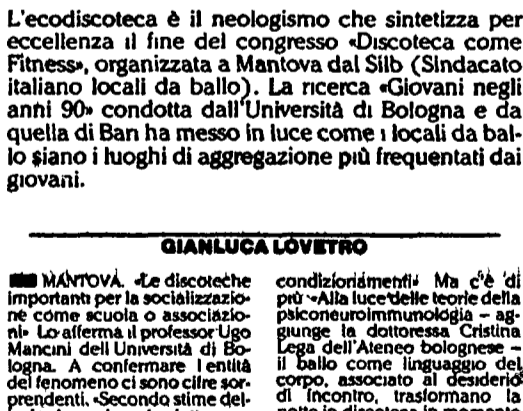 L'ecodiscoteca è il neologismo che sintetizza per
eccellenza il fine del congresso «Discoteca come
Fitness», organizzata a Mantova dal Silb (Sindacato
italiano locali da ballo). La ricerca «Giovani negli
anni 90» condotta dall'Università di Bologna e da
quella di Bari ha messo in luce come i locali da bal-
lo siano i luoghi di aggregazione più frequentati dai
giovani.
GIANLUCA LOVETRO
MANTOVA. «Le discoteche
importanti per la socializzazio-
ne come scuola o associazio-
ni» Lo afferma il professor Ugo
Mancini dell Università di Bo-
logna. A confermare l entità
del fenomeno ci sono cifre sor-
prendenti. «Secondo stime del-
condizionamenti» Ma c'è di
più «Alla luce delle teorie della
psiconeuroimmunologia – ag-
giunge la dottoressa Cristina
Lega dell'Ateneo bolognese –
il ballo come linguaggio del
corpo, associato al desiderio
di incontro, trasformano la
notte in discoteca in momento